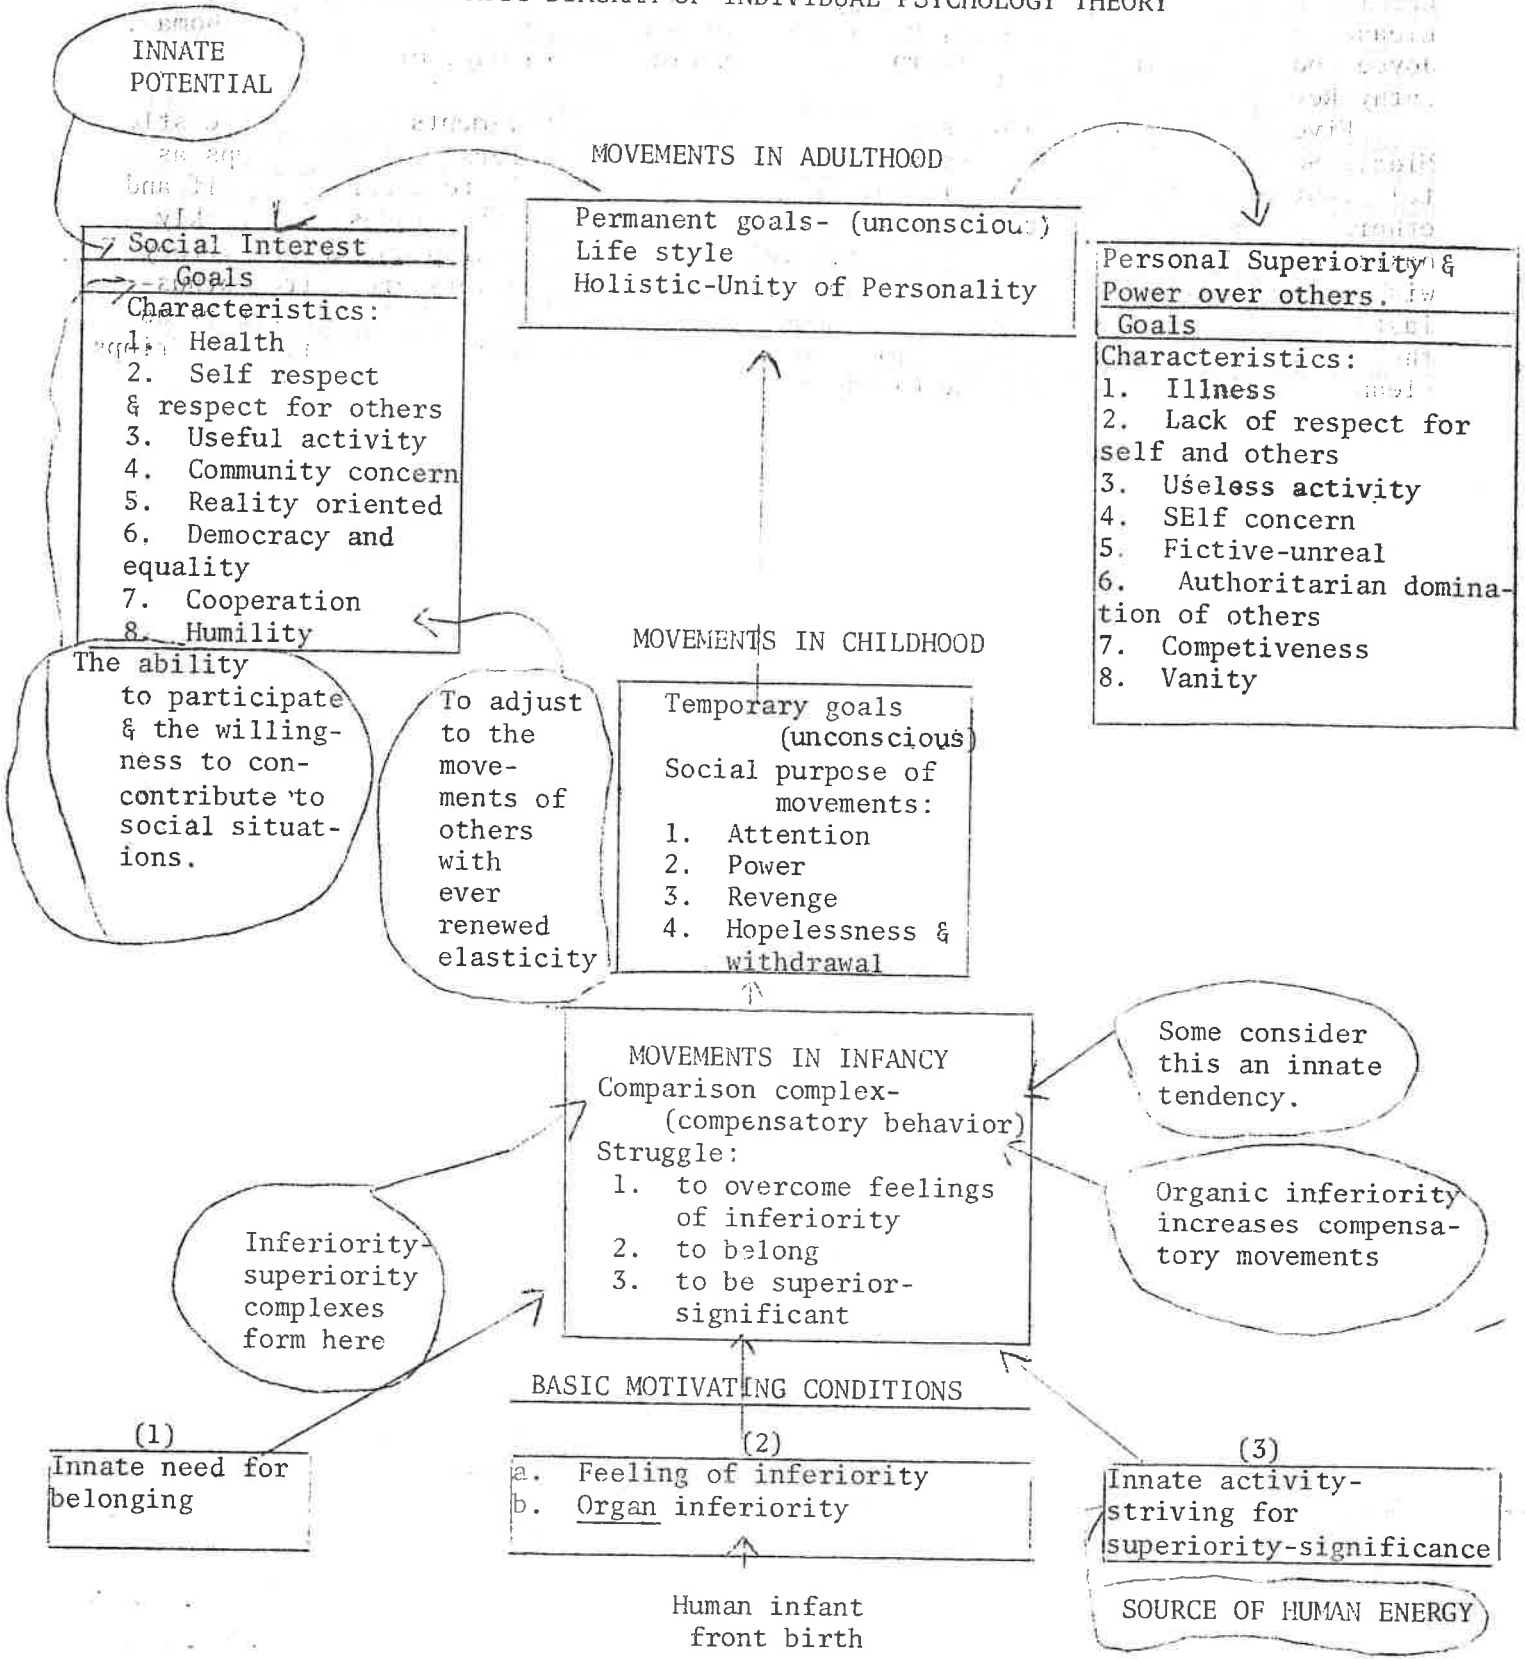 DIAGRAM OF INDIVIDUAL PSYCHOLOGY THEORY
INNATE
POTENTIAL
MOVEMENTS IN ADULTHOOD
Permanent goals- (unconscious)
Life style
Holistic-Unity of Personality
Social Interest
Goals
Characteristics:
1. Health
2. Self respect
& respect for others
3. Useful activity
4. Community concern
5. Reality oriented
6. Democracy and
equality
7. Cooperation
8. Humility
Personal Superiority &
Power over others.
Goals
Characteristics:
1. Illness
2. Lack of respect for
self and others
3. Useless activity
4. SElf concern
5. Fictive-unreal
6. Authoritarian domina-
tion of others
7. Competiveness
8. Vanity
The ability
to participate
& the willing-
ness to con-
contribute to
social situat-
ions.
To adjust
to the
move-
ments of
others
with
ever
renewed
elasticity
MOVEMENTS IN CHILDHOOD
Temporary goals
(unconscious)
Social purpose of
movements:
1. Attention
2. Power
3. Revenge
4. Hopelessness &
withdrawal
MOVEMENTS IN INFANCY
Comparison complex-
(compensatory behavior)
Struggle:
1. to overcome feelings
of inferiority
2. to belong
3. to be superior-
significant
Some consider
this an innate
tendency.
Organic inferiority
increases compensa-
tory movements
Inferiority-
superiority
complexes
form here
BASIC MOTIVATING CONDITIONS
(1)
Innate need for
belonging
(2)
a. Feeling of inferiority
b. Organ inferiority
(3)
Innate activity-
striving for
superiority-significance
Human infant
front birth
SOURCE OF HUMAN ENERGY